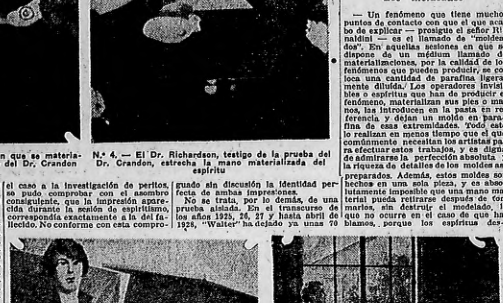 — Un fenómeno que tiene mucho
puntos de contacto con el que aca
bo de explicar — prosigue el señor Ri
naldini — es el llamado de "moldea
dos". En aquellas sesiones en que s
dispone de un médium llamado d
materializaciones, por la calidad de lo
fenómenos que pueden producir, se co
loca una cantidad de parafina ligera
mente diluída. Los operadores invisi
bles o espíritus que han de producir e
fenómeno, materializan sus pies o ma
nos, las introducen en la pasta en re
ferencia y dejan un molde en para
fina de esas extremidades. Todo esto
lo realizan en menos tiempo que el que
comúnmente necesitan los artistas pa
ra efectuar estos trabajos, y es digna
de admirarse la perfección absoluta y
la riqueza de detalles de los moldes as
preparados. Además, estos moldes son
hechos en una sola pieza, y es abso
lutamente imposible que una mano ma
terial pueda retirarse después de for
marlos, sin destruir el modelado, l
que no ocurre en el caso de que ha
blamos, porque los espíritus des-
n que se materia-
del Dr. Cranden
N.º 4. — El Dr. Richardson, testigo de la prueba del
Dr. Cranden, estrecha la mano materializada del
espíritu
el caso a la investigación de peritos,
se pudo comprobar con el asombro
consiguiente, que la impresión apare-
cida durante la sesión de espiritismo,
correspondía exactamente a la del fa-
llecido. No conforme con esta compro-
guado sin discusión la identidad per-
fecta de ambas impresiones.
No se trata, por lo demás, de una
prueba aislada. En el transcurso de
los años 1925, 26, 27 y hasta abril de
1928, "Walter" ha dejado ya unas 70